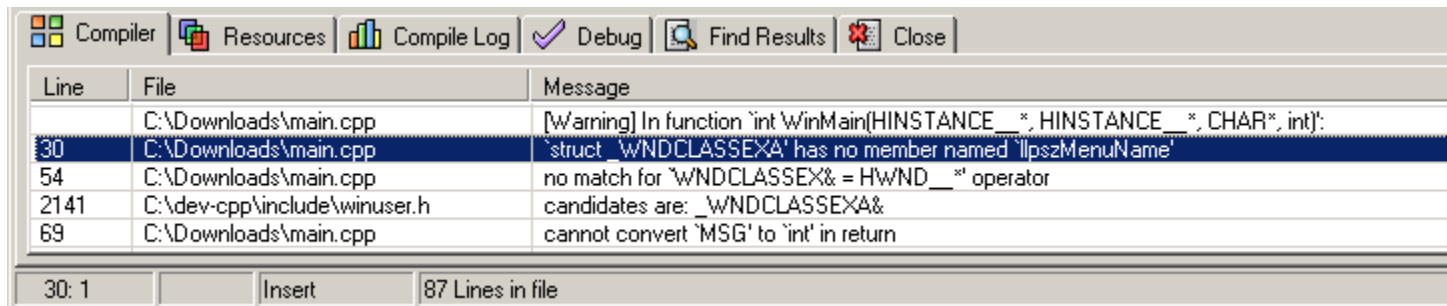 Compiler Resources Compile Log Debug Find Results Close
Line File Message
C:\Downloads\main.cpp [Warning] In function `int WinMain(HINSTANCE__*, HINSTANCE__*, CHAR*, int)':
30 C:\Downloads\main.cpp `struct _WNDCLASSEXA' has no member named `llpszMenuName'
54 C:\Downloads\main.cpp no match for `WNDCLASSEX& = HWND__*' operator
2141 C:\dev-cpp\include\winuser.h candidates are: _WNDCLASSEXA&
69 C:\Downloads\main.cpp cannot convert `MSG' to `int' in return
30: 1 Insert 87 Lines in file